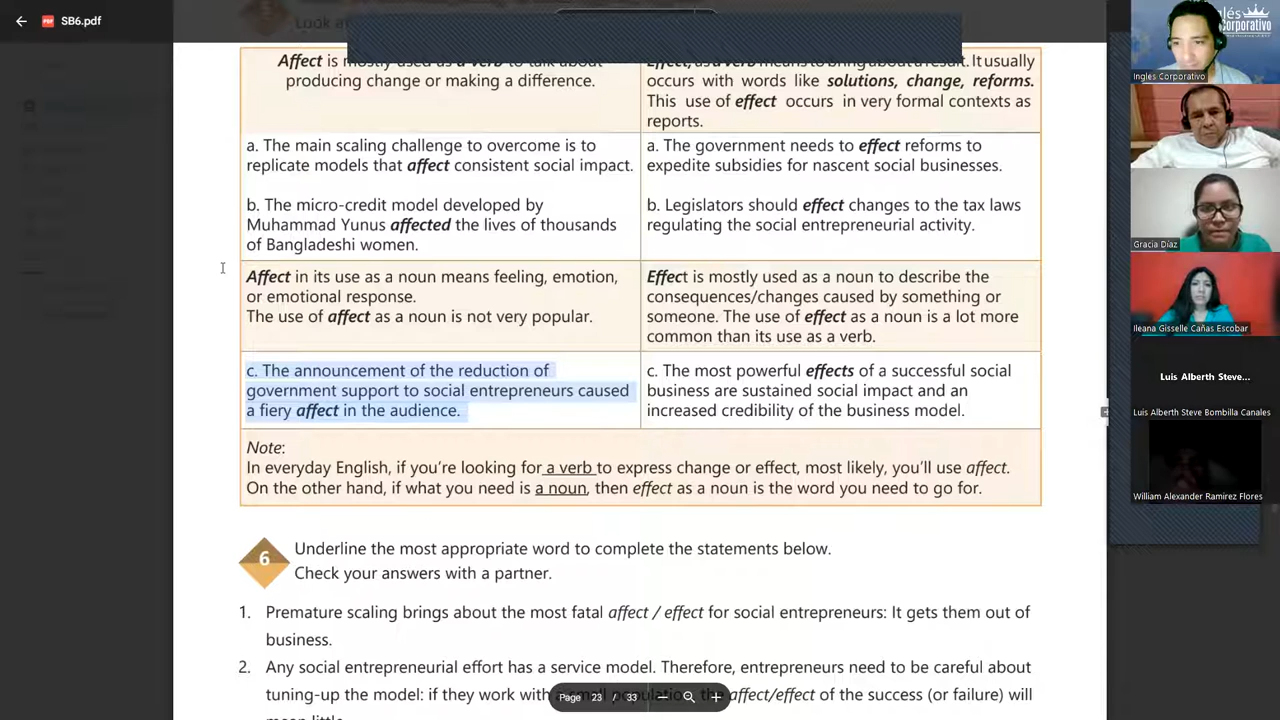 SB6.pdf
Look
Affect is mostly used as a verb to talk about
producing change or making a difference.
Effect, as a verb means to bring about a result. It usually
occurs with words like solutions, change, reforms.
This use of effect occurs in very formal contexts as
reports.
a. The main scaling challenge to overcome is to
replicate models that affect consistent social impact.
b. The micro-credit model developed by
Muhammad Yunus affected the lives of thousands
of Bangladeshi women.
a. The government needs to effect reforms to
expedite subsidies for nascent social businesses.
b. Legislators should effect changes to the tax laws
regulating the social entrepreneurial activity.
Affect in its use as a noun means feeling, emotion,
or emotional response.
The use of affect as a noun is not very popular.
Effect is mostly used as a noun to describe the
consequences/changes caused by something or
someone. The use of effect as a noun is a lot more
common than its use as a verb.
c. The announcement of the reduction of
government support to social entrepreneurs caused
a fiery affect in the audience.
c. The most powerful effects of a successful social
business are sustained social impact and an
increased credibility of the business model.
Note:
In everyday English, if you're looking for a verb to express change or effect, most likely, you'll use affect.
On the other hand, if what you need is a noun, then effect as a noun is the word you need to go for.
6
Underline the most appropriate word to complete the statements below.
Check your answers with a partner.
1. Premature scaling brings about the most fatal affect / effect for social entrepreneurs: It gets them out of
business.
2. Any social entrepreneurial effort has a service model. Therefore, entrepreneurs need to be careful about
tuning-up the model: if they work with a small population, the affect/effect of the success (or failure) will
mean little.
Page 23 / 33
Inglés
Corporativo
Ingles Corporativo
Gracia Díaz
Ileana Gisselle Cañas Escobar
Luis Alberth Steve...
Luis Alberth Steve Bombilla Canales
William Alexander Ramirez Flores